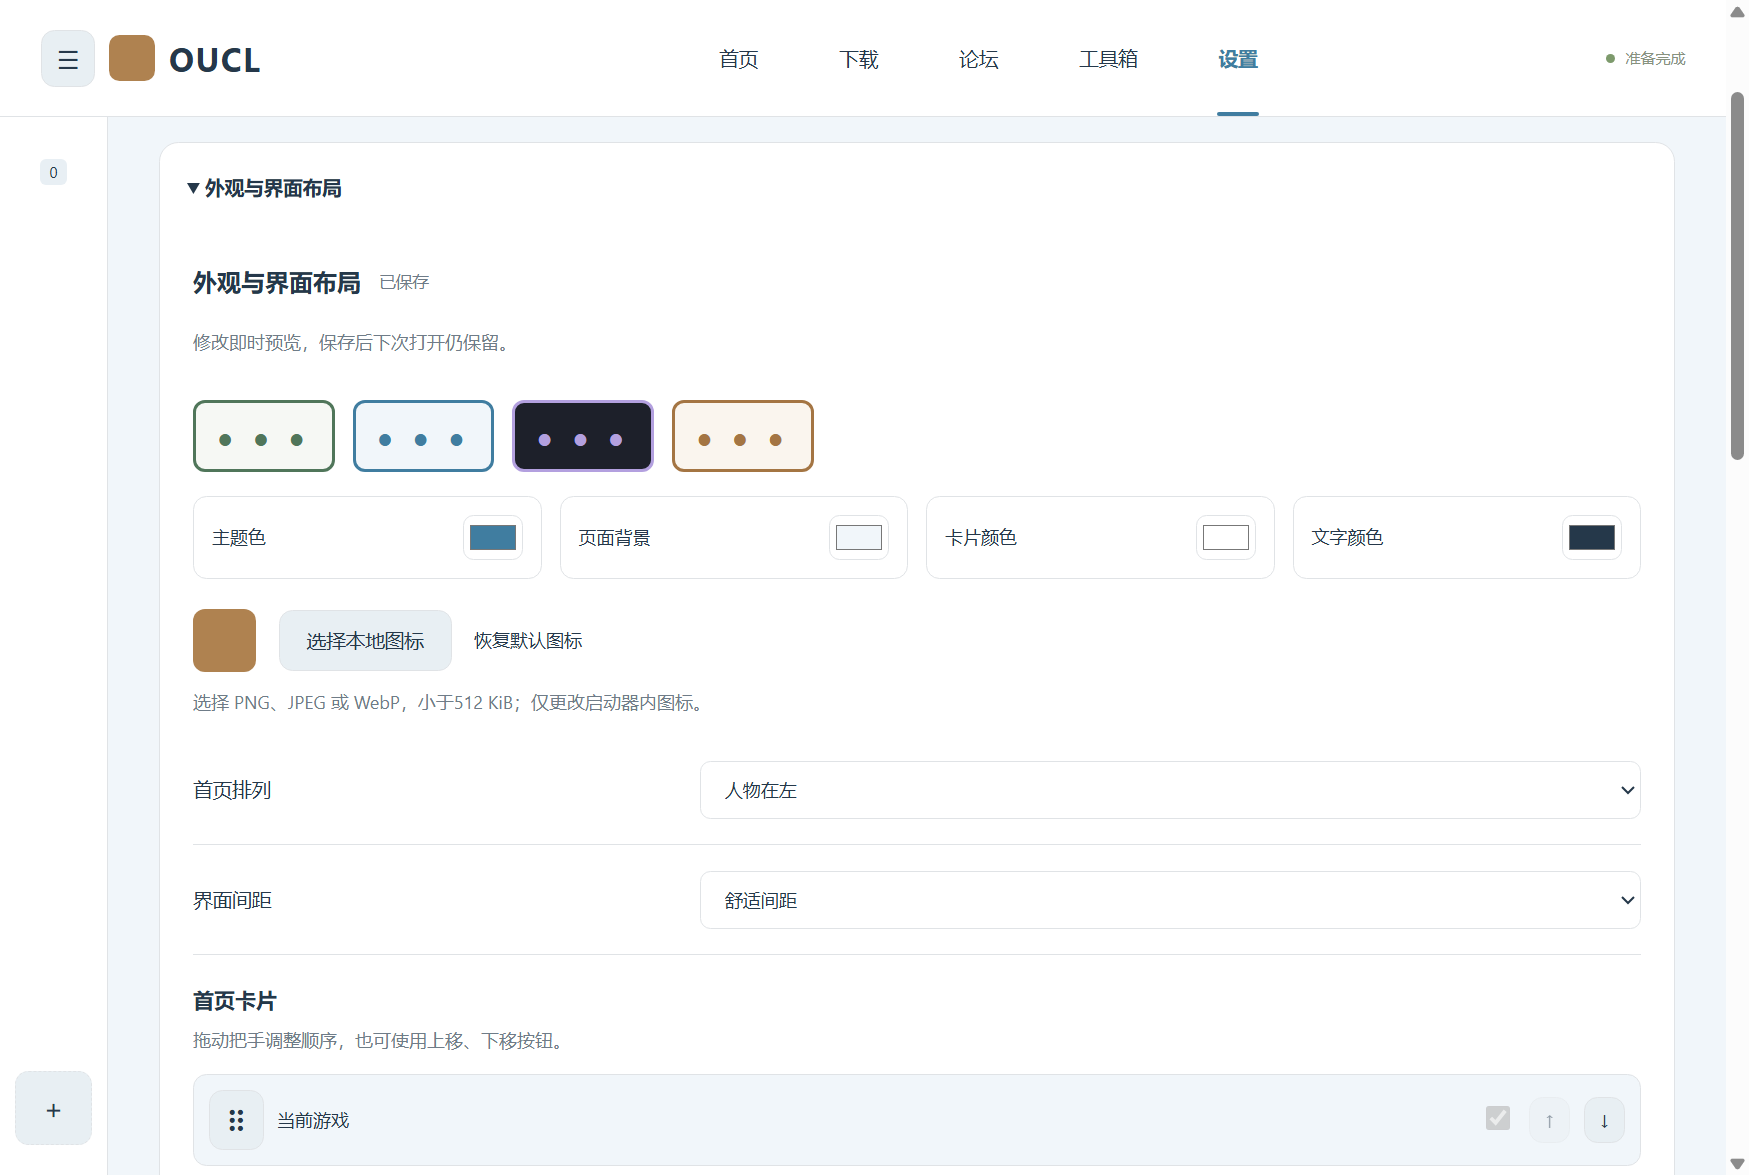 ☰ OUCL 首页 下载 论坛 工具箱 设置 准备完成
0
▼外观与界面布局
外观与界面布局 已保存
修改即时预览，保存后下次打开仍保留。
主题色 页面背景 卡片颜色 文字颜色
选择本地图标 恢复默认图标
选择 PNG、JPEG 或 WebP，小于512 KiB；仅更改启动器内图标。
首页排列 人物在左
界面间距 舒适间距
首页卡片
拖动把手调整顺序，也可使用上移、下移按钮。
+
当前游戏 ↑ ↓